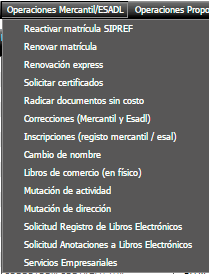 Operaciones Mercantil/ESADL Operaciones Propo
Reactivar matrícula SIPREF
Renovar matrícula
Renovación express
Solicitar certificados
Radicar documentos sin costo
Correcciones (Mercantil y Esadl)
Inscripciones (registo mercantil / esal)
Cambio de nombre
Libros de comercio (en físico)
Mutación de actividad
Mutación de dirección
Solicitud Registro de Libros Electrónicos
Solicitud Anotaciones a Libros Electrónicos
Servicios Empresariales